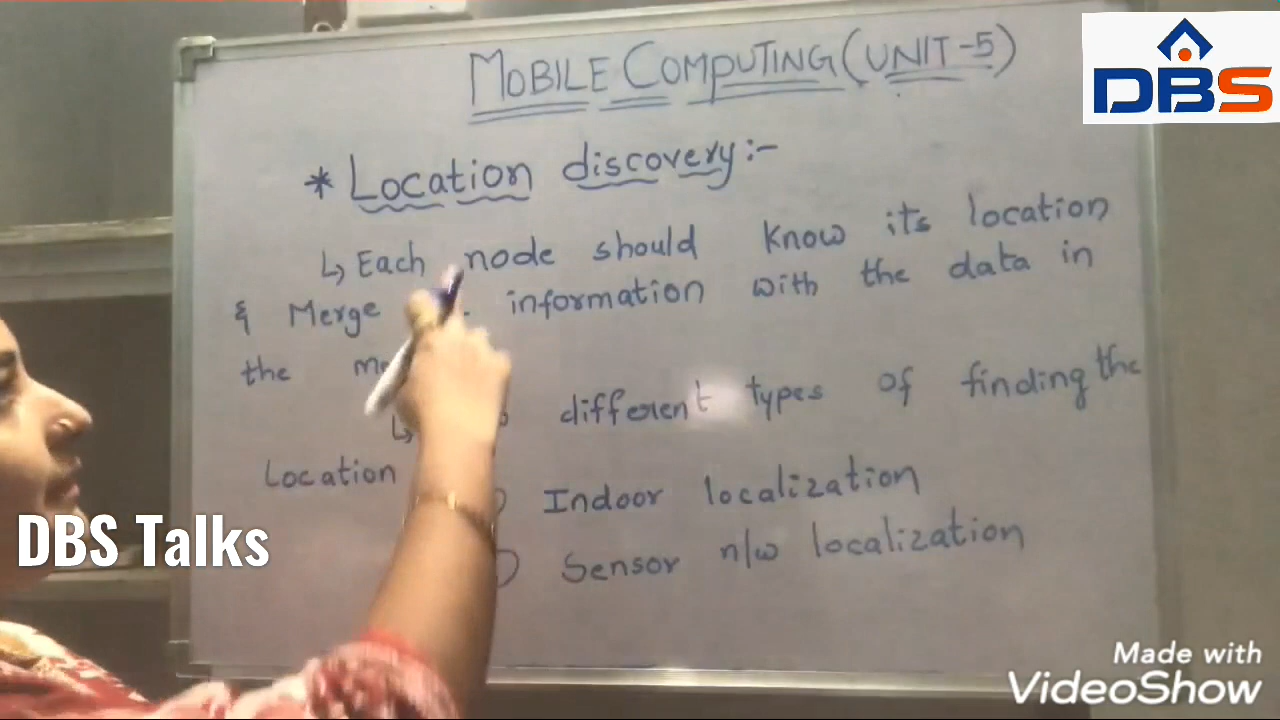 MOBILE COMPUTING (UNIT-5)
DBS
* Location discovery:-
↳ Each node should know its location
& Merge information with the data in
the
↳ different types of finding the
Location
Indoor localization
Sensor n/w localization
DBS Talks
Made with
VideoShow